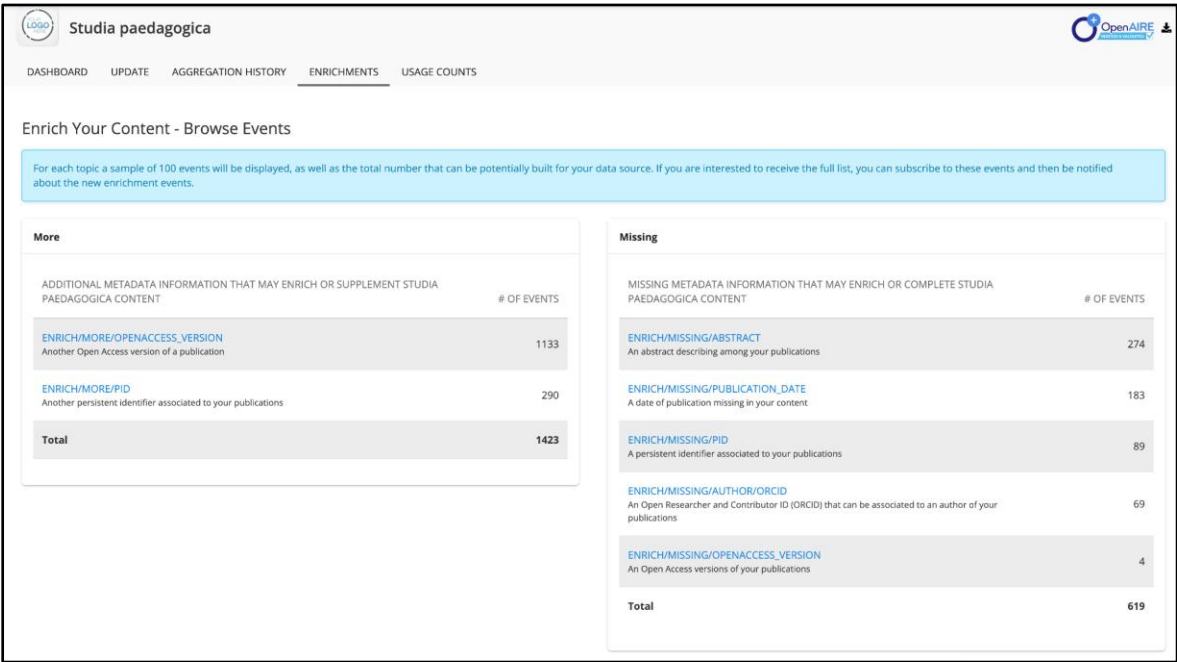 YOUR
LOGO
HERE
Studia paedagogica
OpenAIRE
DASHBOARD
UPDATE
AGGREGATION HISTORY
ENRICHMENTS
USAGE COUNTS
Enrich Your Content - Browse Events
For each topic a sample of 100 events will be displayed, as well as the total number that can be potentially built for your data source. If you are interested to receive the full list, you can subscribe to these events and then be notified
about the new enrichment events.
More
ADDITIONAL METADATA INFORMATION THAT MAY ENRICH OR SUPPLEMENT STUDIA
PAEDAGOGICA CONTENT
# OF EVENTS
ENRICH/MORE/OPENACCESS_VERSION
Another Open Access version of a publication
1133
ENRICH/MORE/PID
Another persistent identifier associated to your publications
290
Total
1423
Missing
MISSING METADATA INFORMATION THAT MAY ENRICH OR COMPLETE STUDIA
PAEDAGOGICA CONTENT
# OF EVENTS
ENRICH/MISSING/ABSTRACT
An abstract describing among your publications
274
ENRICH/MISSING/PUBLICATION_DATE
A date of publication missing in your content
183
ENRICH/MISSING/PID
A persistent identifier associated to your publications
89
ENRICH/MISSING/AUTHOR/ORCID
An Open Researcher and Contributor ID (ORCID) that can be associated to an author of your
publications
69
ENRICH/MISSING/OPENACCESS_VERSION
An Open Access versions of your publications
4
Total
619